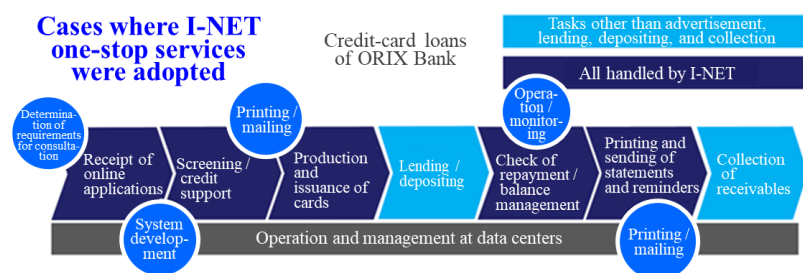 Cases where I-NET
one-stop services
were adopted
Credit-card loans
of ORIX Bank
Tasks other than advertisement,
lending, depositing, and collection
All handled by I-NET
Determina-
tion of
requirements
for consulta-
tion
Printing /
mailing
Opera-
tion /
monitor-
ing
Receipt of
online
applications
Screening /
credit
support
Production
and
issuance of
cards
Lending /
depositing
Check of
repayment /
balance
management
Printing and
sending of
statements
and reminders
Collection
of
receivables
System
develop-
ment
Operation and management at data centers
Printing /
mailing